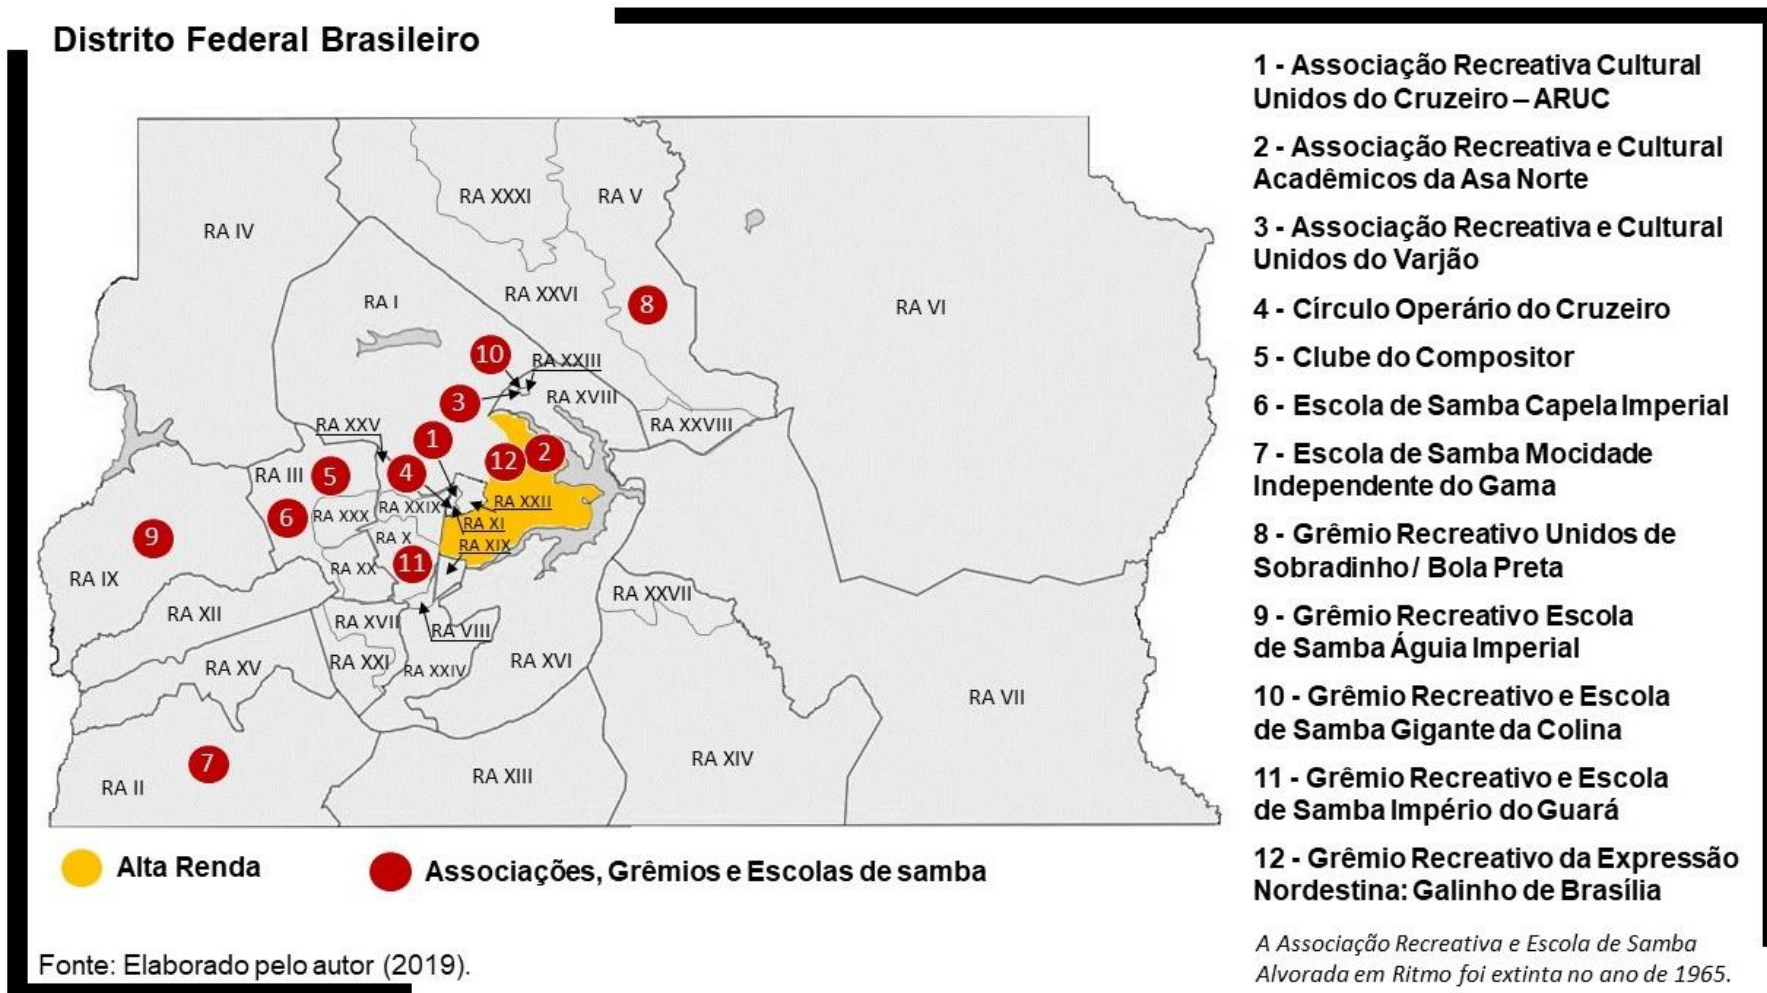 Distrito Federal Brasileiro
RA IV
RA XXXI
RA V
RA I
RA XXVI
8
RA VI
10
RA XXIII
3
RA XVIII
RA XXV
1
RA XXVIII
RA III
5
4
12
2
6
RA XXX
RA XXIX
RA XXII
RA XI
9
RA X
RA XIX
11
RA IX
RA XX
RA XXVII
RA XII
RA XVII
RA VIII
RA XV
RA XXI
RA XXIV
RA XVI
RA VII
7
RA II
RA XIII
RA XIV
Alta Renda
Associações, Grêmios e Escolas de samba
Fonte: Elaborado pelo autor (2019).
1 - Associação Recreativa Cultural
Unidos do Cruzeiro – ARUC
2 - Associação Recreativa e Cultural
Acadêmicos da Asa Norte
3 - Associação Recreativa e Cultural
Unidos do Varjão
4 - Círculo Operário do Cruzeiro
5 - Clube do Compositor
6 - Escola de Samba Capela Imperial
7 - Escola de Samba Mocidade
Independente do Gama
8 - Grêmio Recreativo Unidos de
Sobradinho/ Bola Preta
9 - Grêmio Recreativo Escola
de Samba Águia Imperial
10 - Grêmio Recreativo e Escola
de Samba Gigante da Colina
11 - Grêmio Recreativo e Escola
de Samba Império do Guará
12 - Grêmio Recreativo da Expressão
Nordestina: Galinho de Brasília
A Associação Recreativa e Escola de Samba
Alvorada em Ritmo foi extinta no ano de 1965.